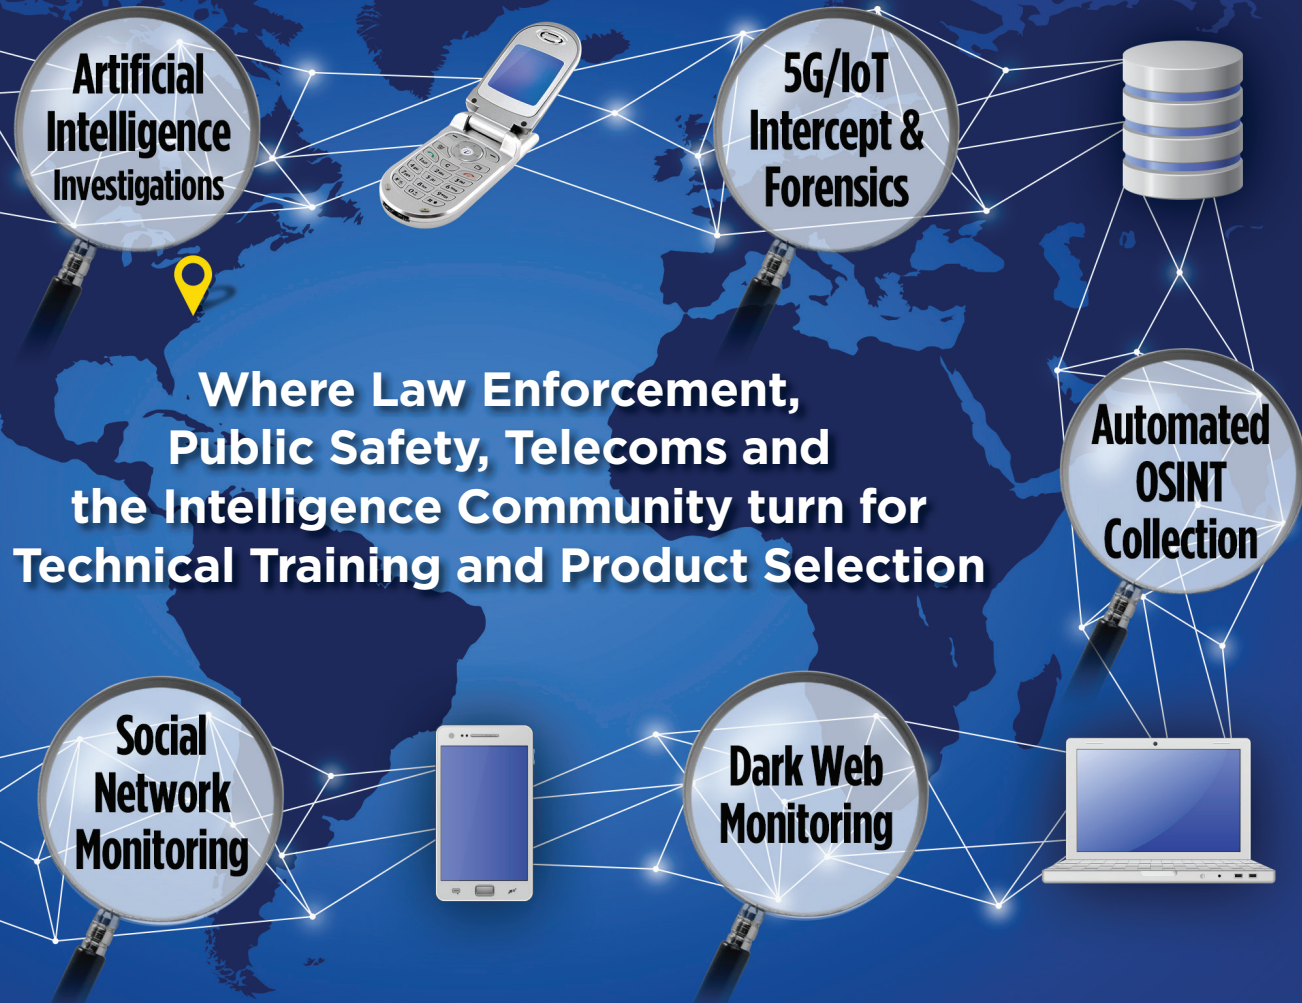 Artificial
Intelligence
Investigations
5G/IoT
Intercept &
Forensics
Where Law Enforcement,
Public Safety, Telecoms and
the Intelligence Community turn for
Technical Training and Product Selection
Automated
OSINT
Collection
Social
Network
Monitoring
Dark Web
Monitoring